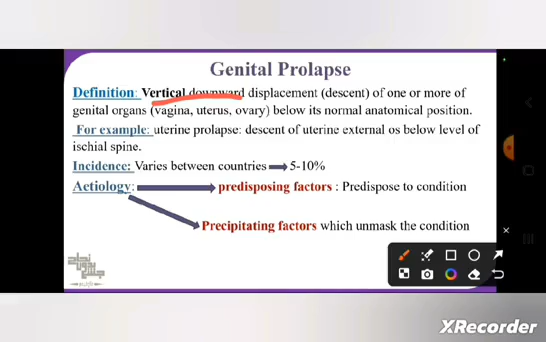 Genital Prolapse
Definition: Vertical downward displacement (descent) of one or more of
genital organs (vagina, uterus, ovary) below its normal anatomical position.
For example: uterine prolapse: descent of uterine external os below level of
ischial spine.
Incidence: Varies between countries 5-10%
Aetiology: predisposing factors : Predispose to condition
Precipitating factors which unmask the condition
XRecorder